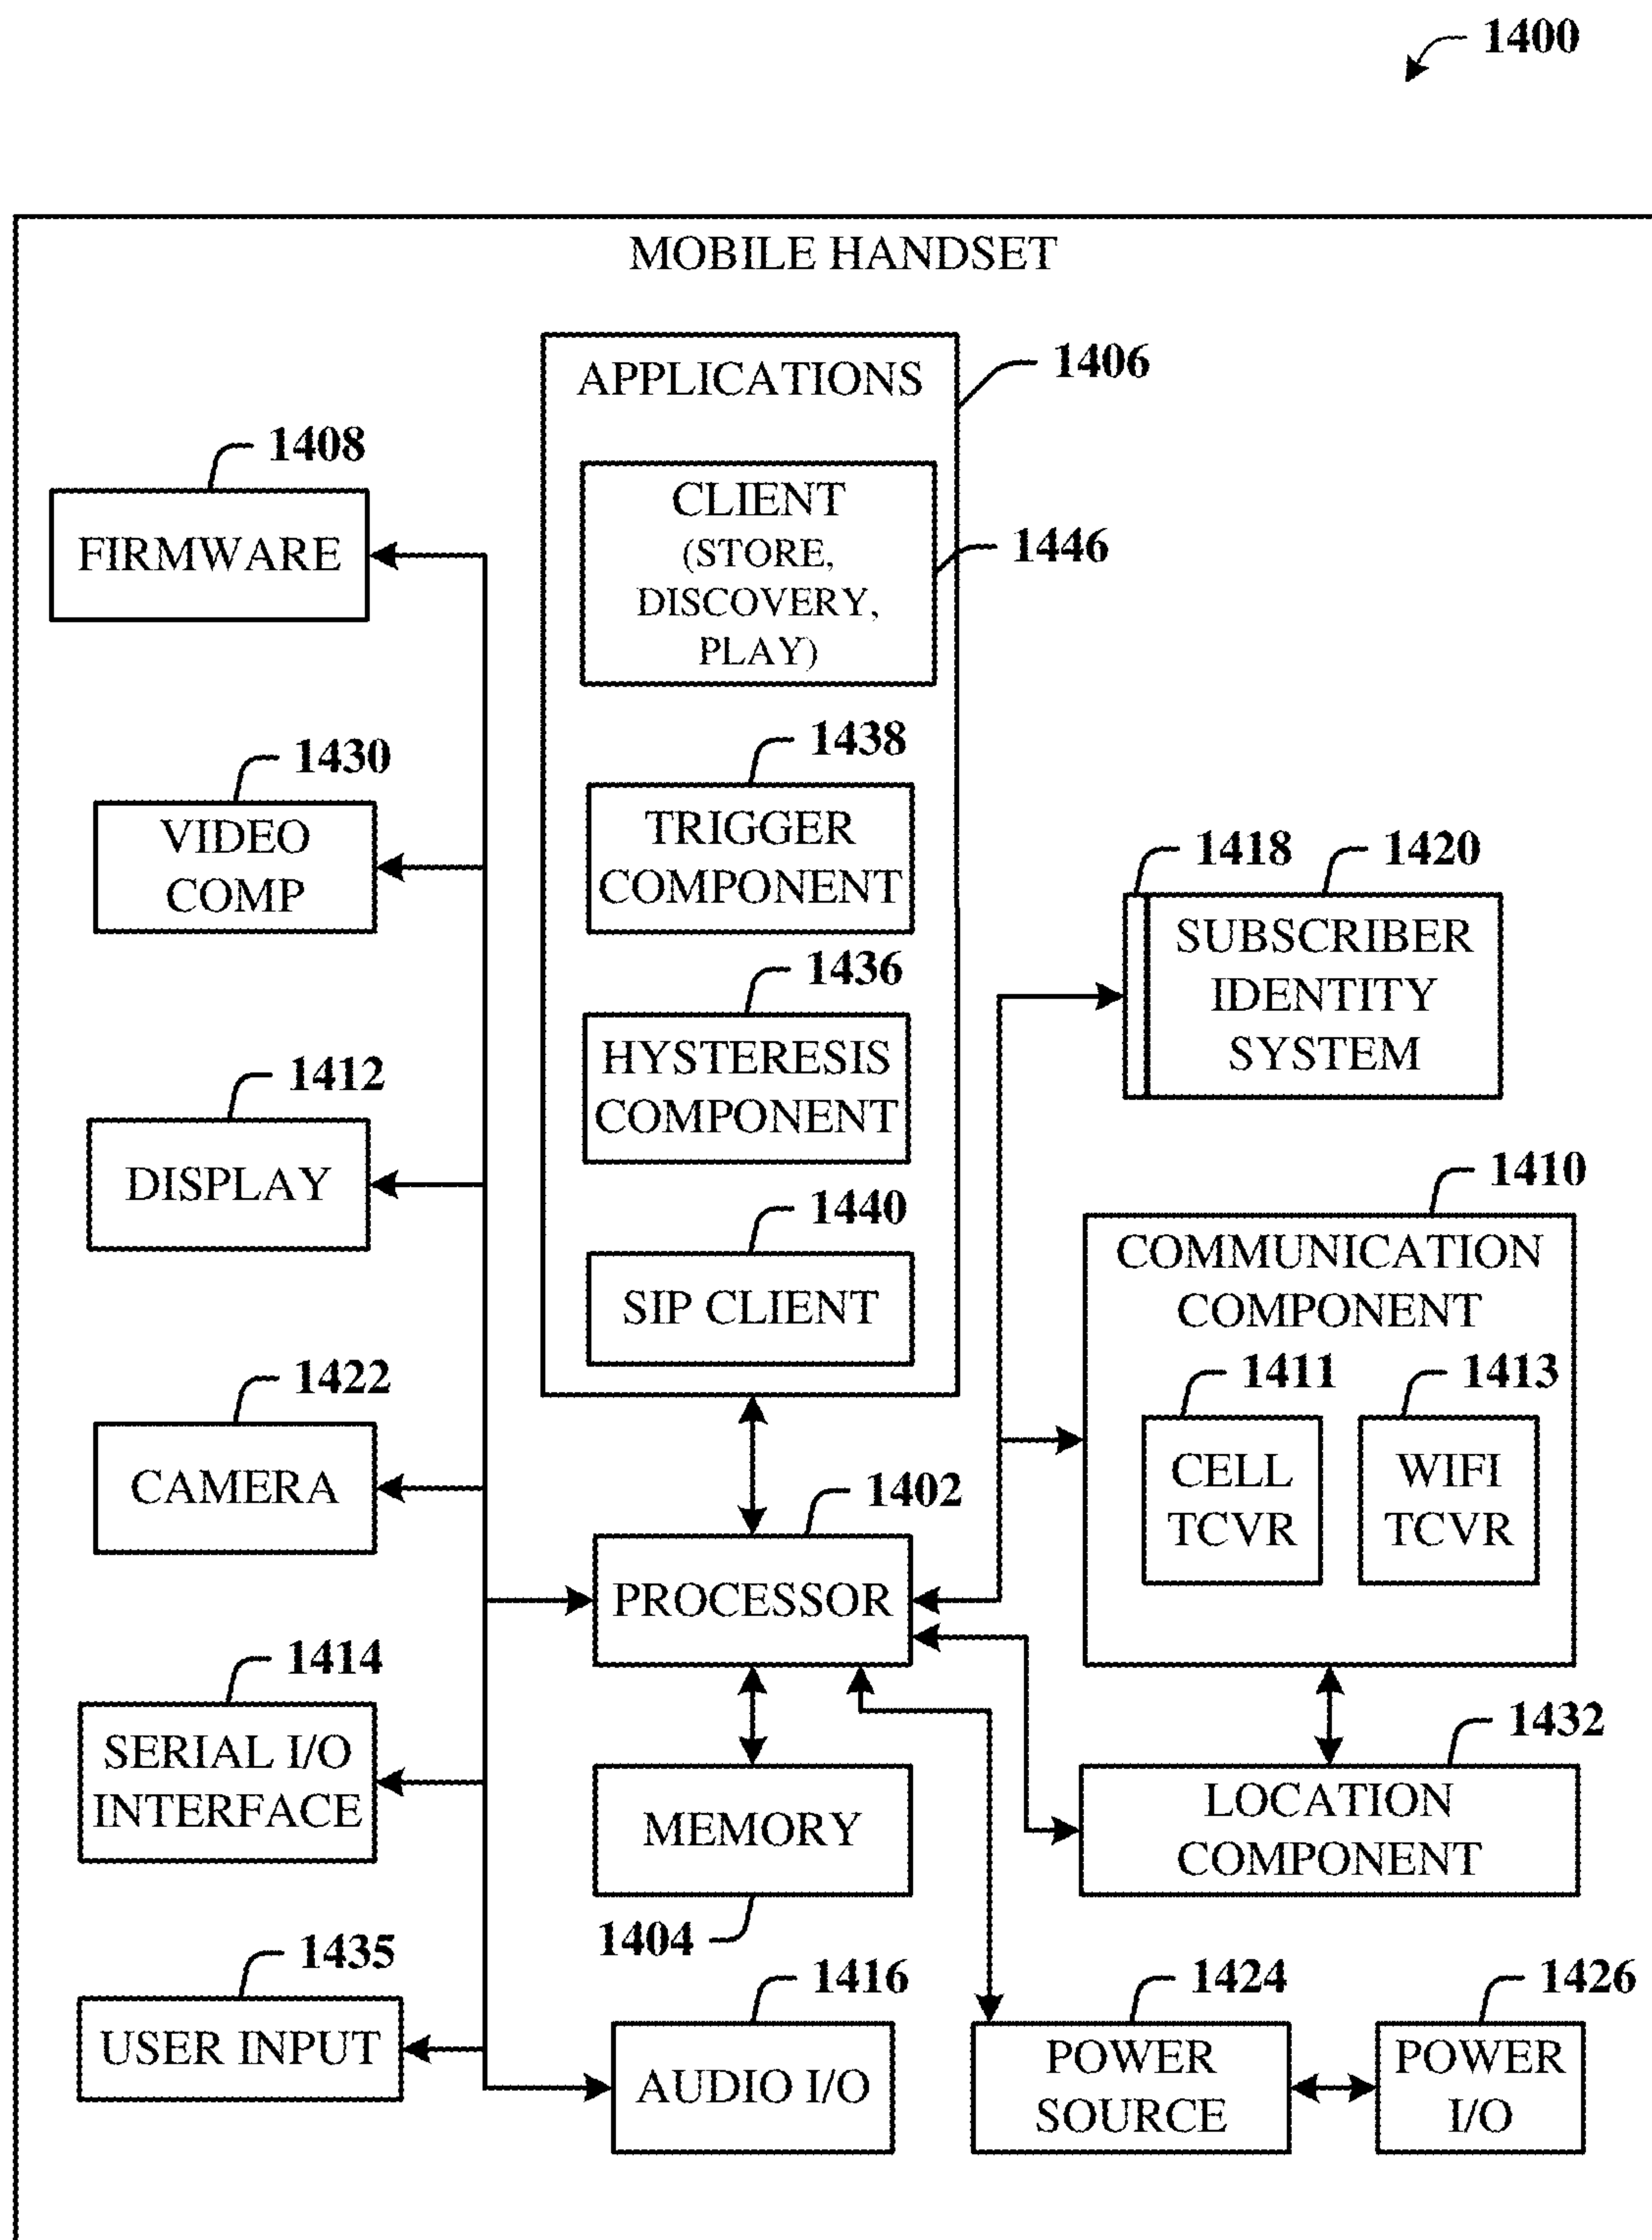 1400
MOBILE HANDSET
APPLICATIONS
1406
1408
FIRMWARE
CLIENT
(STORE,
DISCOVERY,
PLAY)
1446
1430
VIDEO
COMP
1438
TRIGGER
COMPONENT
1418
1420
SUBSCRIBER
IDENTITY
SYSTEM
1436
HYSTERESIS
COMPONENT
1412
DISPLAY
1440
SIP CLIENT
1410
COMMUNICATION
COMPONENT
1411
CELL
TCVR
1413
WIFI
TCVR
1422
CAMERA
1402
PROCESSOR
1414
SERIAL I/O
INTERFACE
MEMORY
1404
1432
LOCATION
COMPONENT
1435
USER INPUT
1416
AUDIO I/O
1424
POWER
SOURCE
1426
POWER
I/O